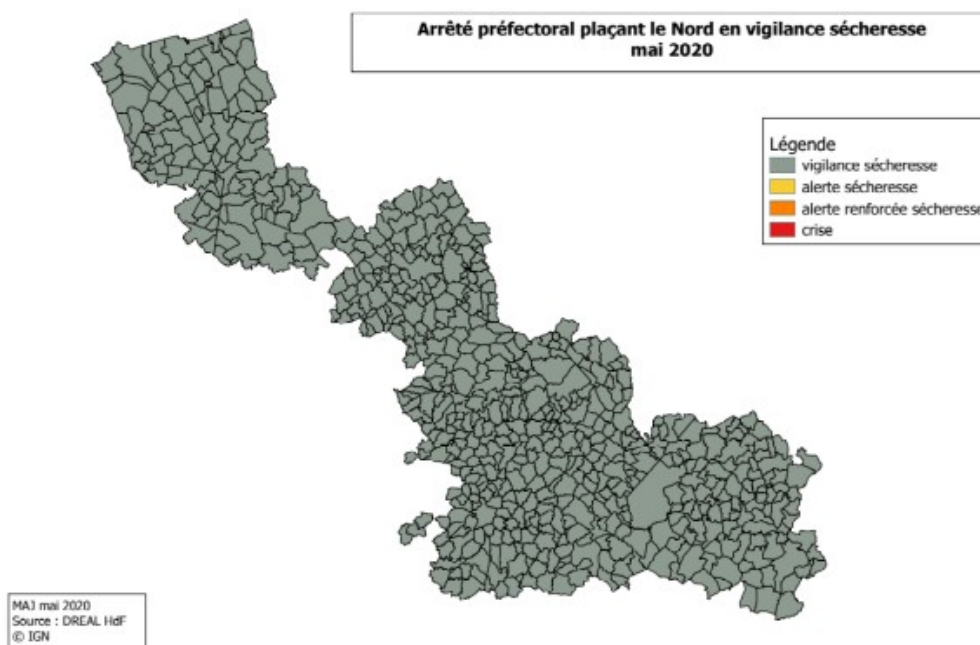 Arrêté préfectoral plaçant le Nord en vigilance sécheresse
mai 2020
Légende
vigilance sécheresse
alerte sécheresse
alerte renforcée sécheresse
crise
MAJ mai 2020
Source : DREAL HdF
© IGN